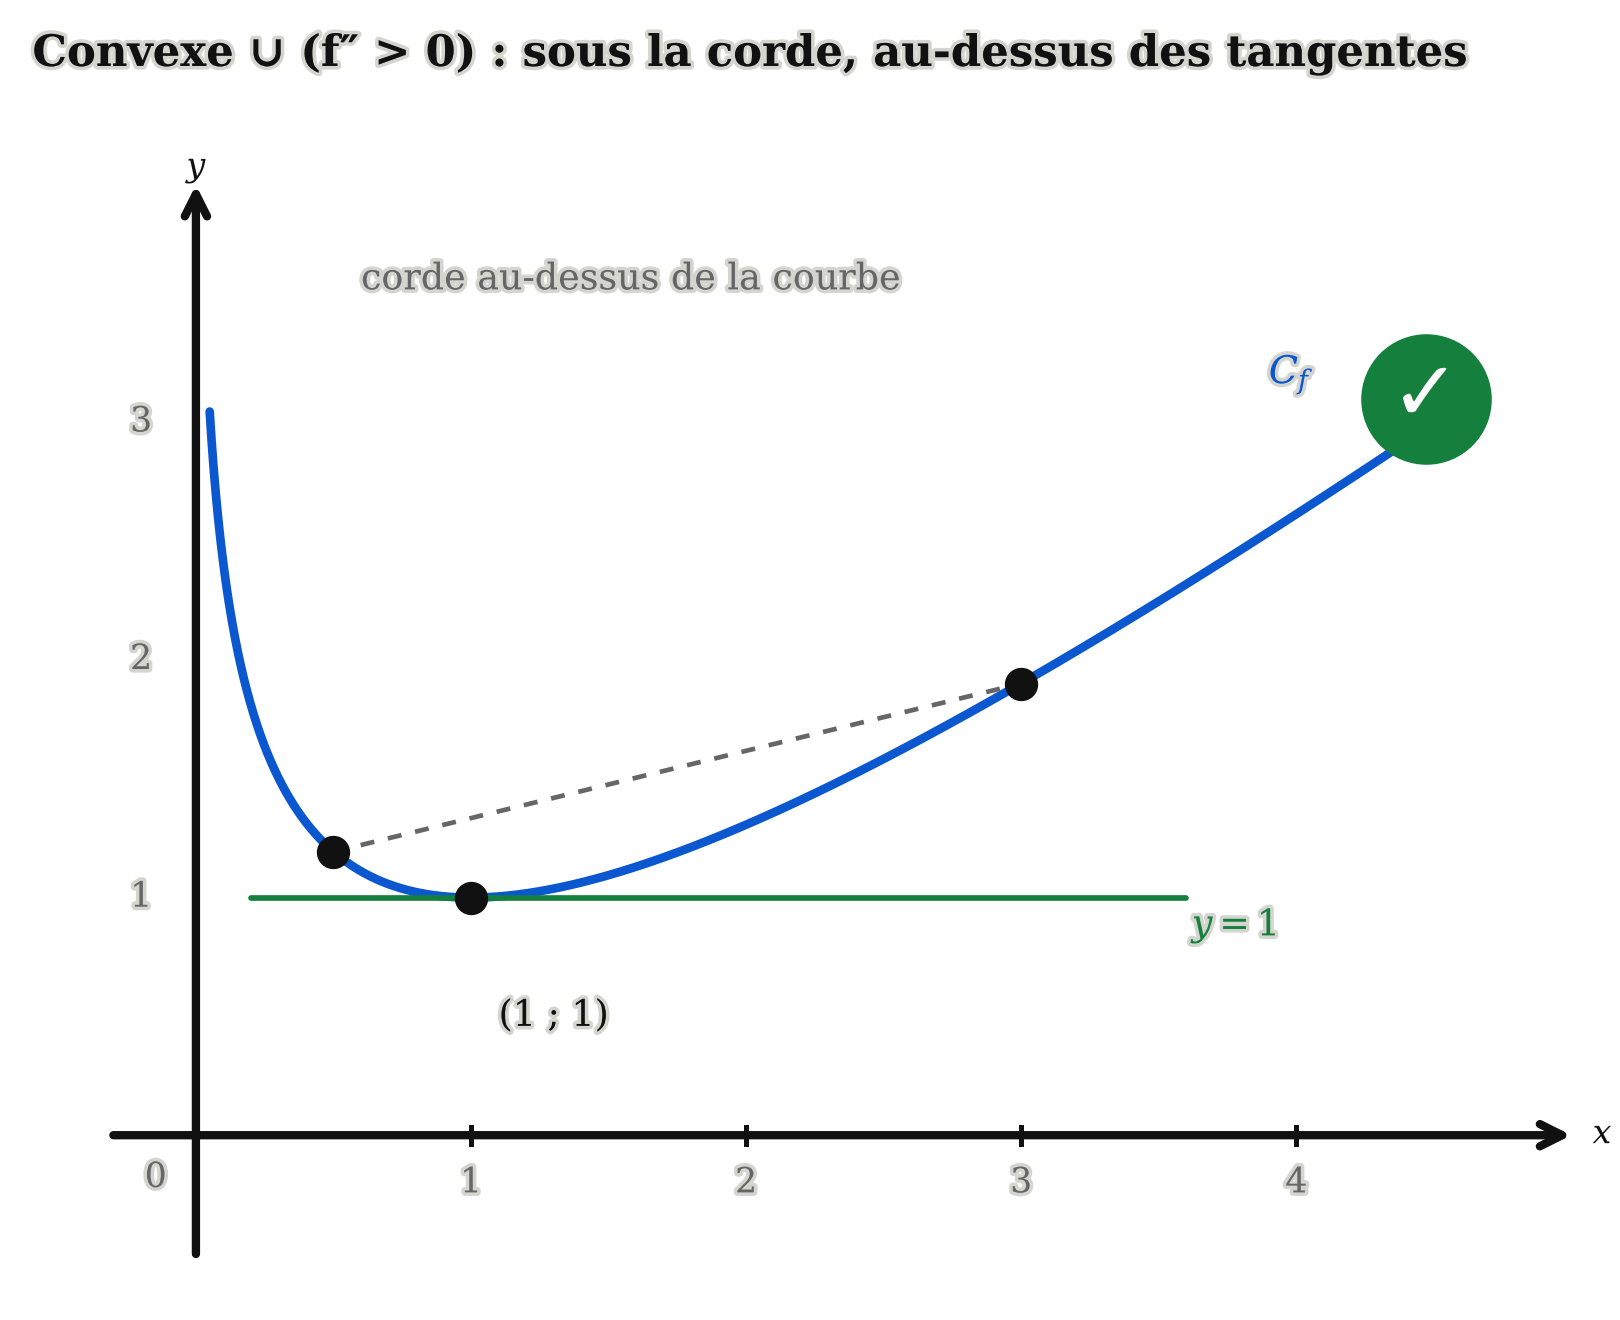 Convexe ∪ (f″ > 0) : sous la corde, au-dessus des tangentes
y
corde au-dessus de la courbe
C_f
✓
3
2
1
y = 1
(1 ; 1)
x
0
1
2
3
4